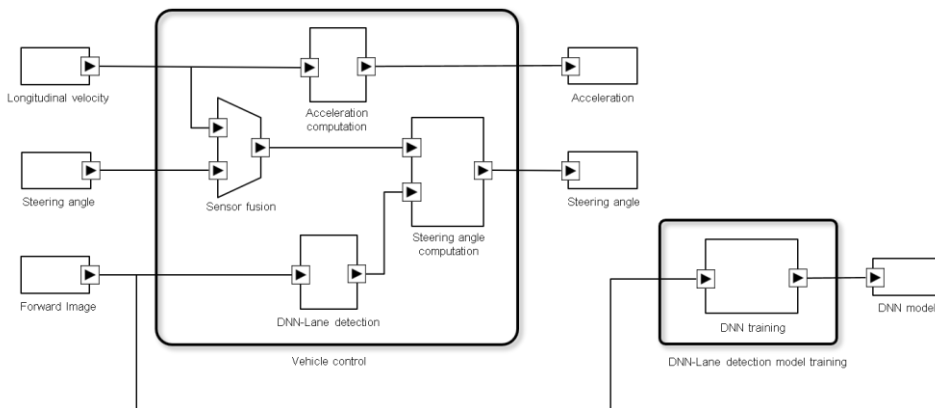 Longitudinal velocity
Acceleration
computation
Acceleration
Steering angle
Sensor fusion
Steering angle
computation
Steering angle
Forward Image
DNN-Lane detection
Vehicle control
DNN training
DNN model
DNN-Lane detection model training